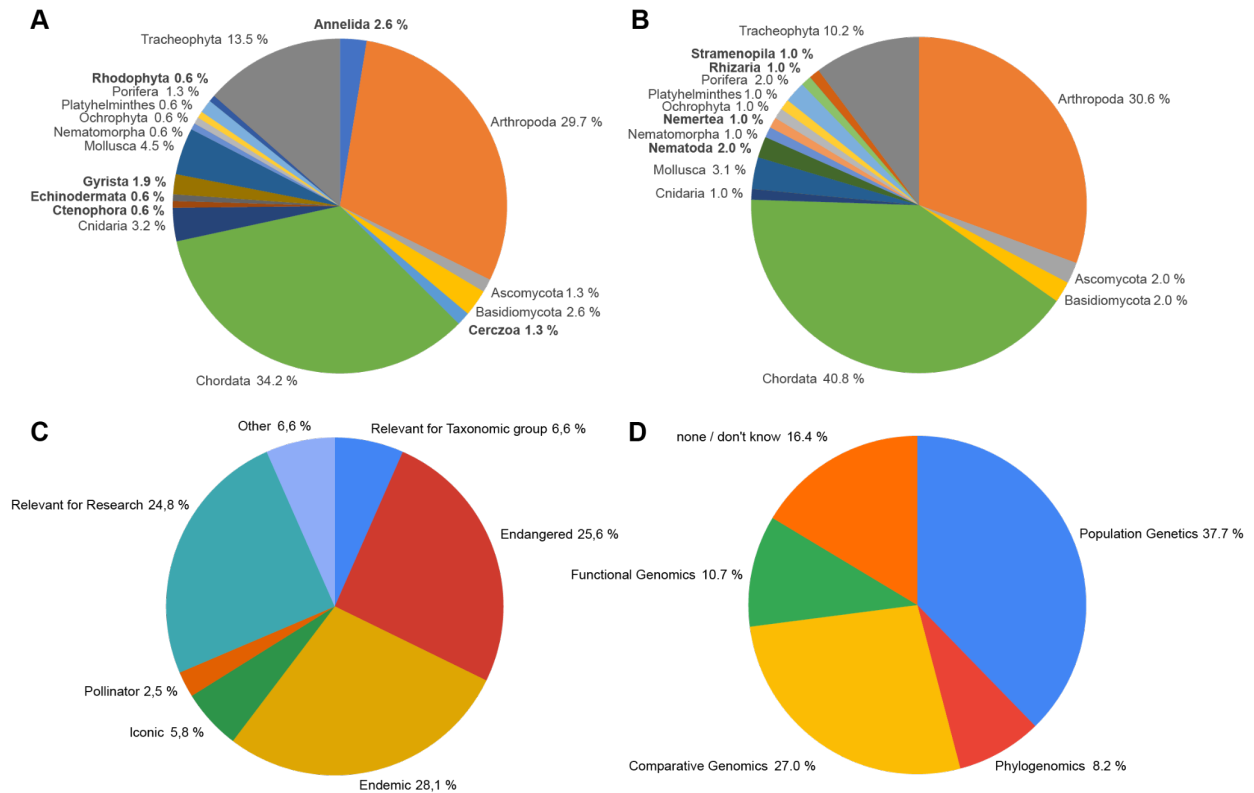 A
Annelida 2.6 %
Tracheophyta 13.5 %
Rhodophyta 0.6 %
Porifera 1.3 %
Platyhelminthes 0.6 %
Ochrophyta 0.6 %
Nematomorpha 0.6 %
Mollusca 4.5 %
Gyrista 1.9 %
Echinodermata 0.6 %
Ctenophora 0.6 %
Cnidaria 3.2 %
Arthropoda 29.7 %
Ascomycota 1.3 %
Basidiomycota 2.6 %
Cerczoa 1.3 %
Chordata 34.2 %
B
Tracheophyta 10.2 %
Stramenopila 1.0 %
Rhizaria 1.0 %
Porifera 2.0 %
Platyhelminthes 1.0 %
Ochrophyta 1.0 %
Nemertea 1.0 %
Nematomorpha 1.0 %
Nematoda 2.0 %
Mollusca 3.1 %
Cnidaria 1.0 %
Arthropoda 30.6 %
Ascomycota 2.0 %
Basidiomycota 2.0 %
Chordata 40.8 %
C
Other 6,6 %
Relevant for Taxonomic group 6,6 %
Relevant for Research 24,8 %
Endangered 25,6 %
Pollinator 2,5 %
Iconic 5,8 %
Endemic 28,1 %
D
none / don't know 16.4 %
Population Genetics 37.7 %
Functional Genomics 10.7 %
Comparative Genomics 27.0 %
Phylogenomics 8.2 %